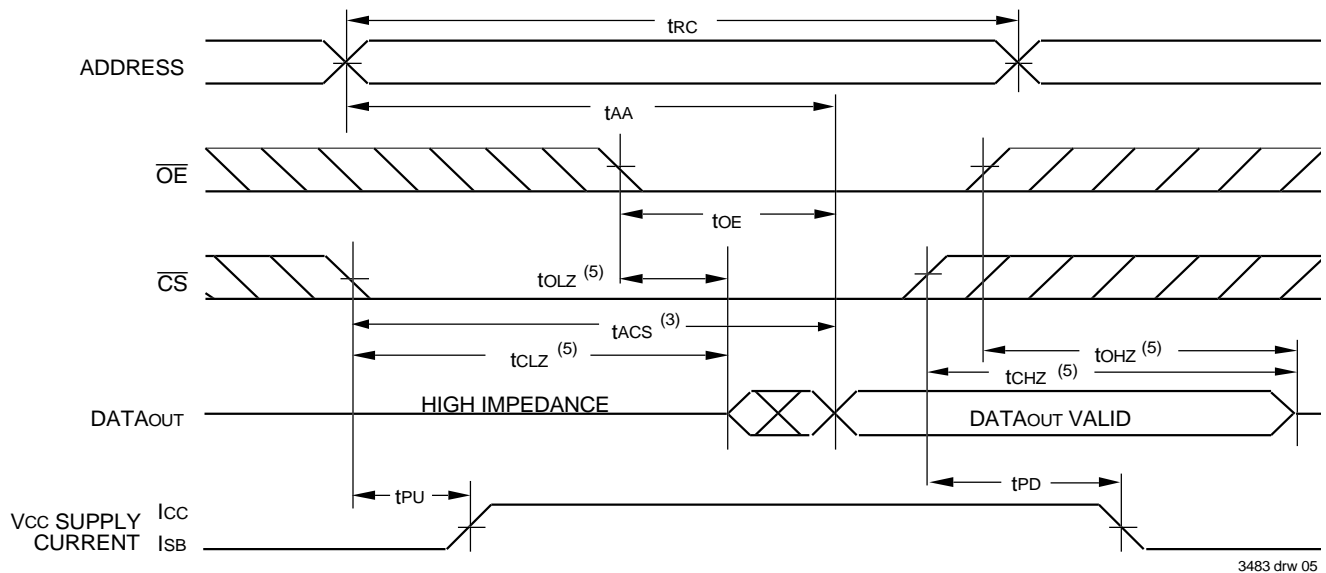 tRC
ADDRESS
tAA
OE
tOE
CS
tOLZ (5)
tACS (3)
tCLZ (5)
tOHZ (5)
tCHZ (5)
HIGH IMPEDANCE
DATAOUT
DATAOUT VALID
tPU
tPD
VCC SUPPLY ICC
CURRENT ISB
3483 drw 05